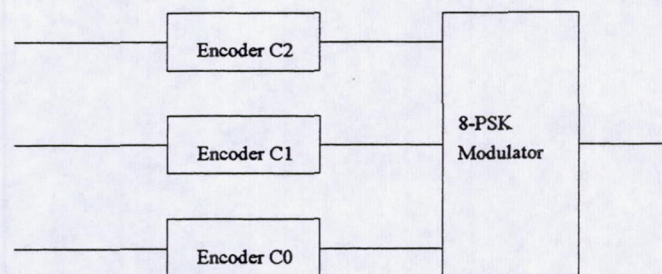 Encoder C2
8-PSK
Modulator
Encoder C1
Encoder C0